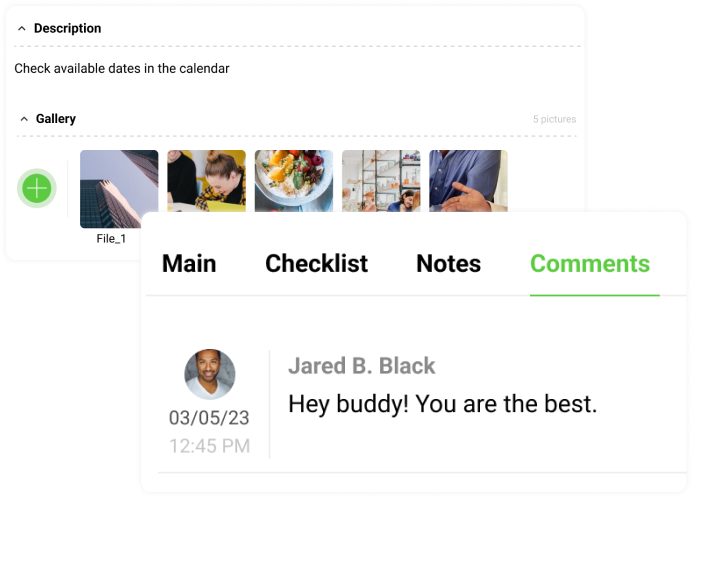 Description
Check available dates in the calendar
Gallery
5 pictures
File_1
Main
Checklist
Notes
Comments
Jared B. Black
Hey buddy! You are the best.
03/05/23
12:45 PM